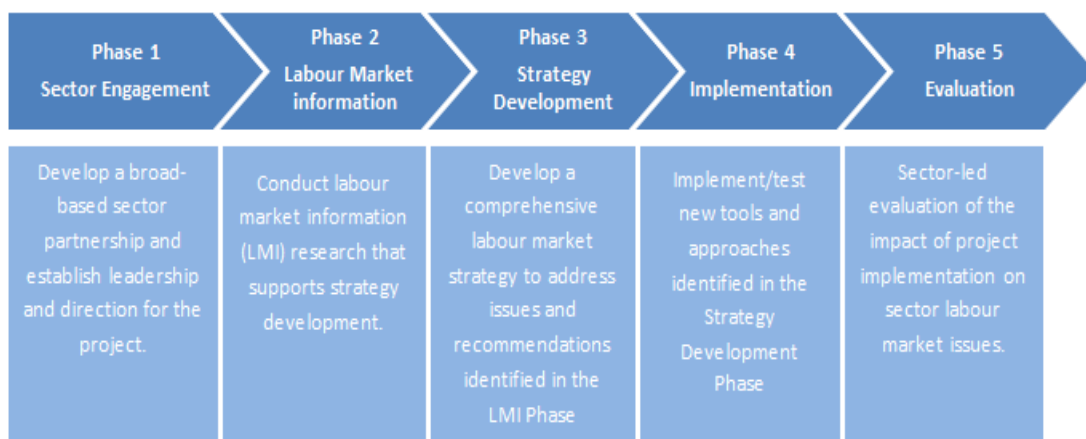 Phase 1
Sector Engagement
Phase 2
Labour Market
information
Phase 3
Strategy
Development
Phase 4
Implementation
Phase 5
Evaluation
Develop a broad-
based sector
partnership and
establish leadership
and direction for the
project.
Conduct labour
market information
(LMI) research that
supports strategy
development.
Develop a
comprehensive
labour market
strategy to address
issues and
recommendations
identified in the
LMI Phase
Implement/test
new tools and
approaches
identified in the
Strategy
Development
Phase
Sector-led
evaluation of the
impact of project
implementation on
sector labour
market issues.